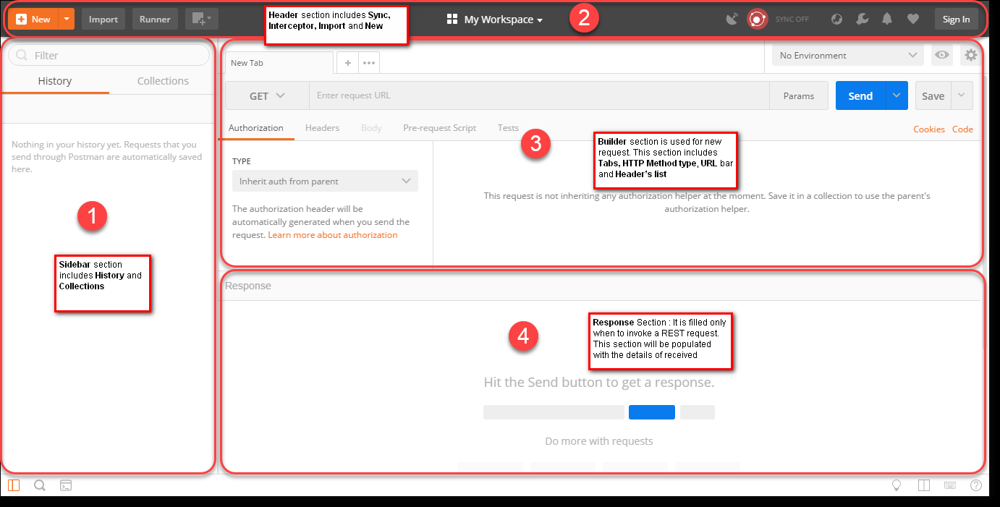 New
Import
Runner
Header section includes Sync,
Interceptor, Import and New
My Workspace
2
SYNC OFF
Sign In
Filter
History
Collections
Nothing in your history yet. Requests that you
send through Postman are automatically saved
here.
1
Sidebar section
includes History and
Collections
New Tab
+
No Environment
GET
Enter request URL
Params
Send
Save
Authorization
Headers
Body
Pre-request Script
Tests
Cookies
Code
3
Builder section is used for new
request. This section includes
Tabs, HTTP Method type, URL bar
and Header's list
TYPE
Inherit auth from parent
The authorization header will be
automatically generated when you send the
request. Learn more about authorization
This request is not inheriting any authorization helper at the moment. Save it in a collection to use the parent's
authorization helper.
Response
4
Response Section : It is filled only
when to invoke a REST request.
This section will be populated
with the details of received
Hit the Send button to get a response.
Do more with requests